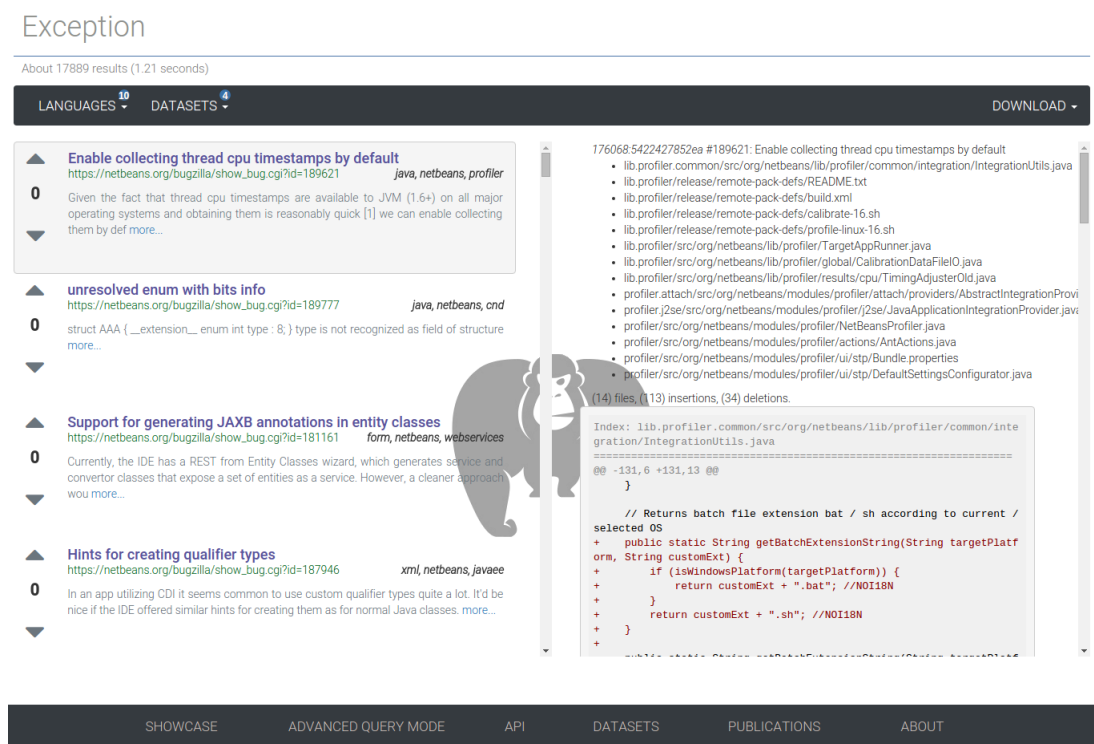 Exception
About 17889 results (1.21 seconds)
LANGUAGES 10 DATASETS 4 DOWNLOAD
Enable collecting thread cpu timestamps by default
https://netbeans.org/bugzilla/show_bug.cgi?id=189621 java, netbeans, profiler
0
Given the fact that thread cpu timestamps are available to JVM (1.6+) on all major
operating systems and obtaining them is reasonably quick [1] we can enable collecting
them by def more...
unresolved enum with bits info
https://netbeans.org/bugzilla/show_bug.cgi?id=189777 java, netbeans, cnd
0
struct AAA { __extension__ enum int type : 8; } type is not recognized as field of structure
more...
Support for generating JAXB annotations in entity classes
https://netbeans.org/bugzilla/show_bug.cgi?id=181161 form, netbeans, webservices
0
Currently, the IDE has a REST from Entity Classes wizard, which generates service and
convertor classes that expose a set of entities as a service. However, a cleaner approach
wou more...
Hints for creating qualifier types
https://netbeans.org/bugzilla/show_bug.cgi?id=187946 xml, netbeans, javaee
0
In an app utilizing CDI it seems common to use custom qualifier types quite a lot. It'd be
nice if the IDE offered similar hints for creating them as for normal Java classes. more...
176068:5422427852ea #189621: Enable collecting thread cpu timestamps by default
lib.profiler.common/src/org/netbeans/lib/profiler/common/integration/IntegrationUtils.java
lib.profiler/release/remote-pack-defs/README.txt
lib.profiler/release/remote-pack-defs/build.xml
lib.profiler/release/remote-pack-defs/calibrate-16.sh
lib.profiler/release/remote-pack-defs/profile-linux-16.sh
lib.profiler/src/org/netbeans/lib/profiler/TargetAppRunner.java
lib.profiler/src/org/netbeans/lib/profiler/global/CalibrationDataFileIO.java
lib.profiler/src/org/netbeans/lib/profiler/results/cpu/TimingAdjusterOld.java
profiler.attach/src/org/netbeans/modules/profiler/attach/providers/AbstractIntegrationProvi
profiler.j2se/src/org/netbeans/modules/profiler/j2se/JavaApplicationIntegrationProvider.java
profiler/src/org/netbeans/modules/profiler/NetBeansProfiler.java
profiler/src/org/netbeans/modules/profiler/actions/AntActions.java
profiler/src/org/netbeans/modules/profiler/ui/stp/Bundle.properties
profiler/src/org/netbeans/modules/profiler/ui/stp/DefaultSettingsConfigurator.java
(14) files, (113) insertions, (34) deletions.
Index: lib.profiler.common/src/org/netbeans/lib/profiler/common/inte
gration/IntegrationUtils.java
===================================================================
@@ -131,6 +131,13 @@
}
// Returns batch file extension bat / sh according to current /
selected OS
+ public static String getBatchExtensionString(String targetPlatf
orm, String customExt) {
+ if (isWindowsPlatform(targetPlatform)) {
+ return customExt + ".bat"; //NOI18N
+ }
+ return customExt + ".sh"; //NOI18N
+ }
+
SHOWCASE ADVANCED QUERY MODE API DATASETS PUBLICATIONS ABOUT